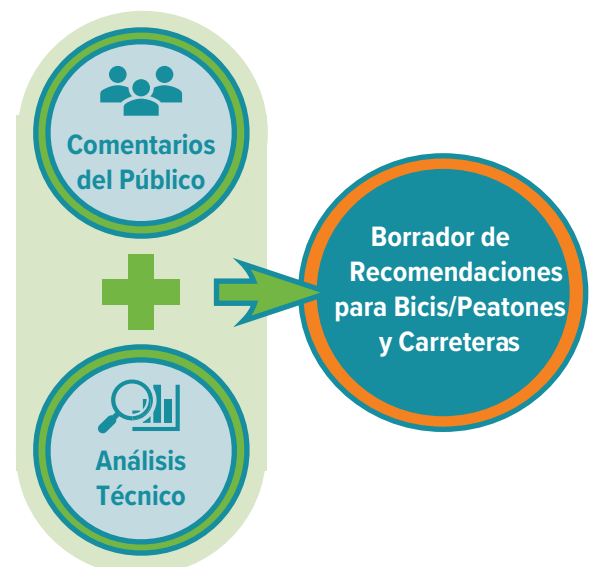 Comentarios
del Público
Borrador de
Recomendaciones
para Bicis/Peatones
y Carreteras
Análisis
Técnico